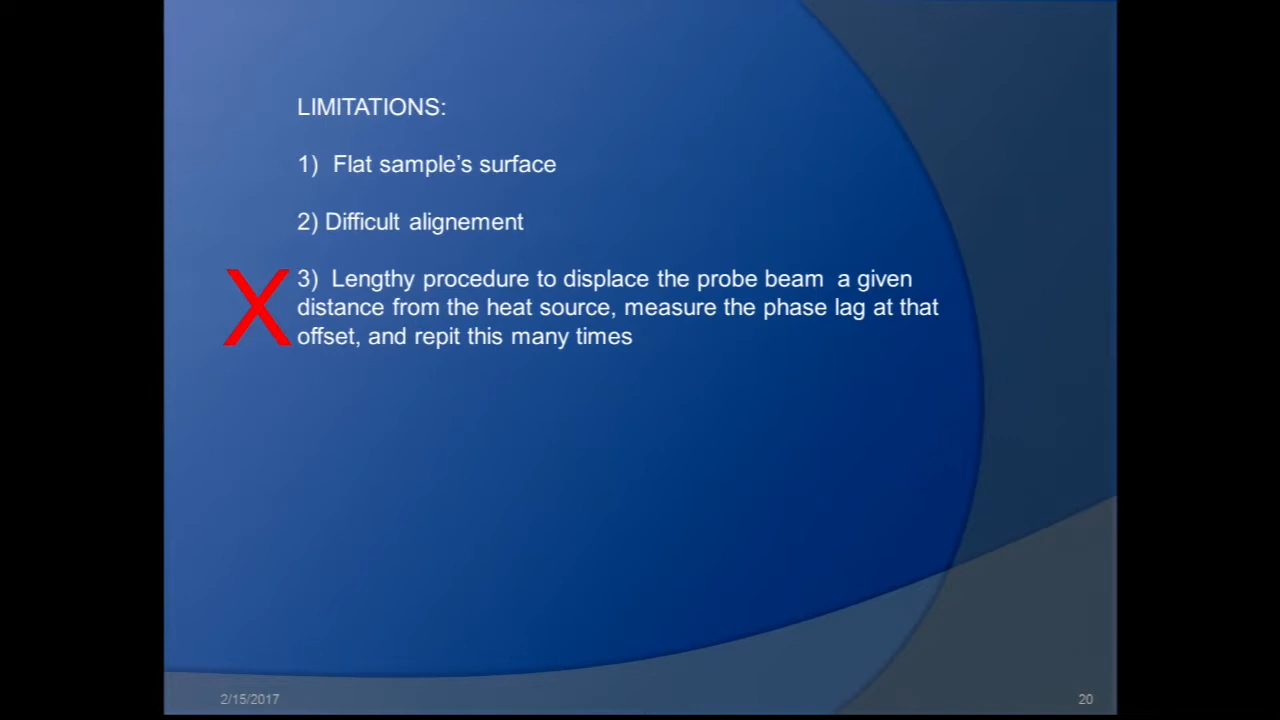 LIMITATIONS:
1) Flat sample's surface
2) Difficult alignement
X
3) Lengthy procedure to displace the probe beam a given
distance from the heat source, measure the phase lag at that
offset, and repit this many times
2/15/2017
20